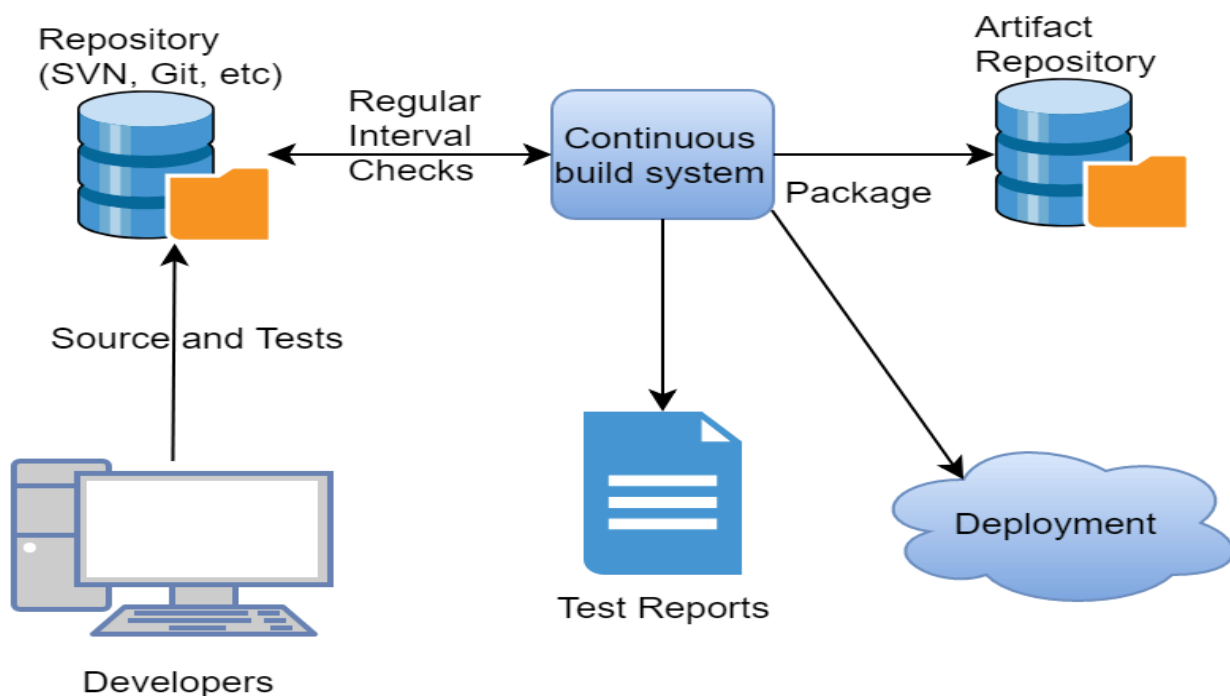 Repository
(SVN, Git, etc)
Regular
Interval
Checks
Continuous
build system
Package
Artifact
Repository
Source and Tests
Developers
Test Reports
Deployment